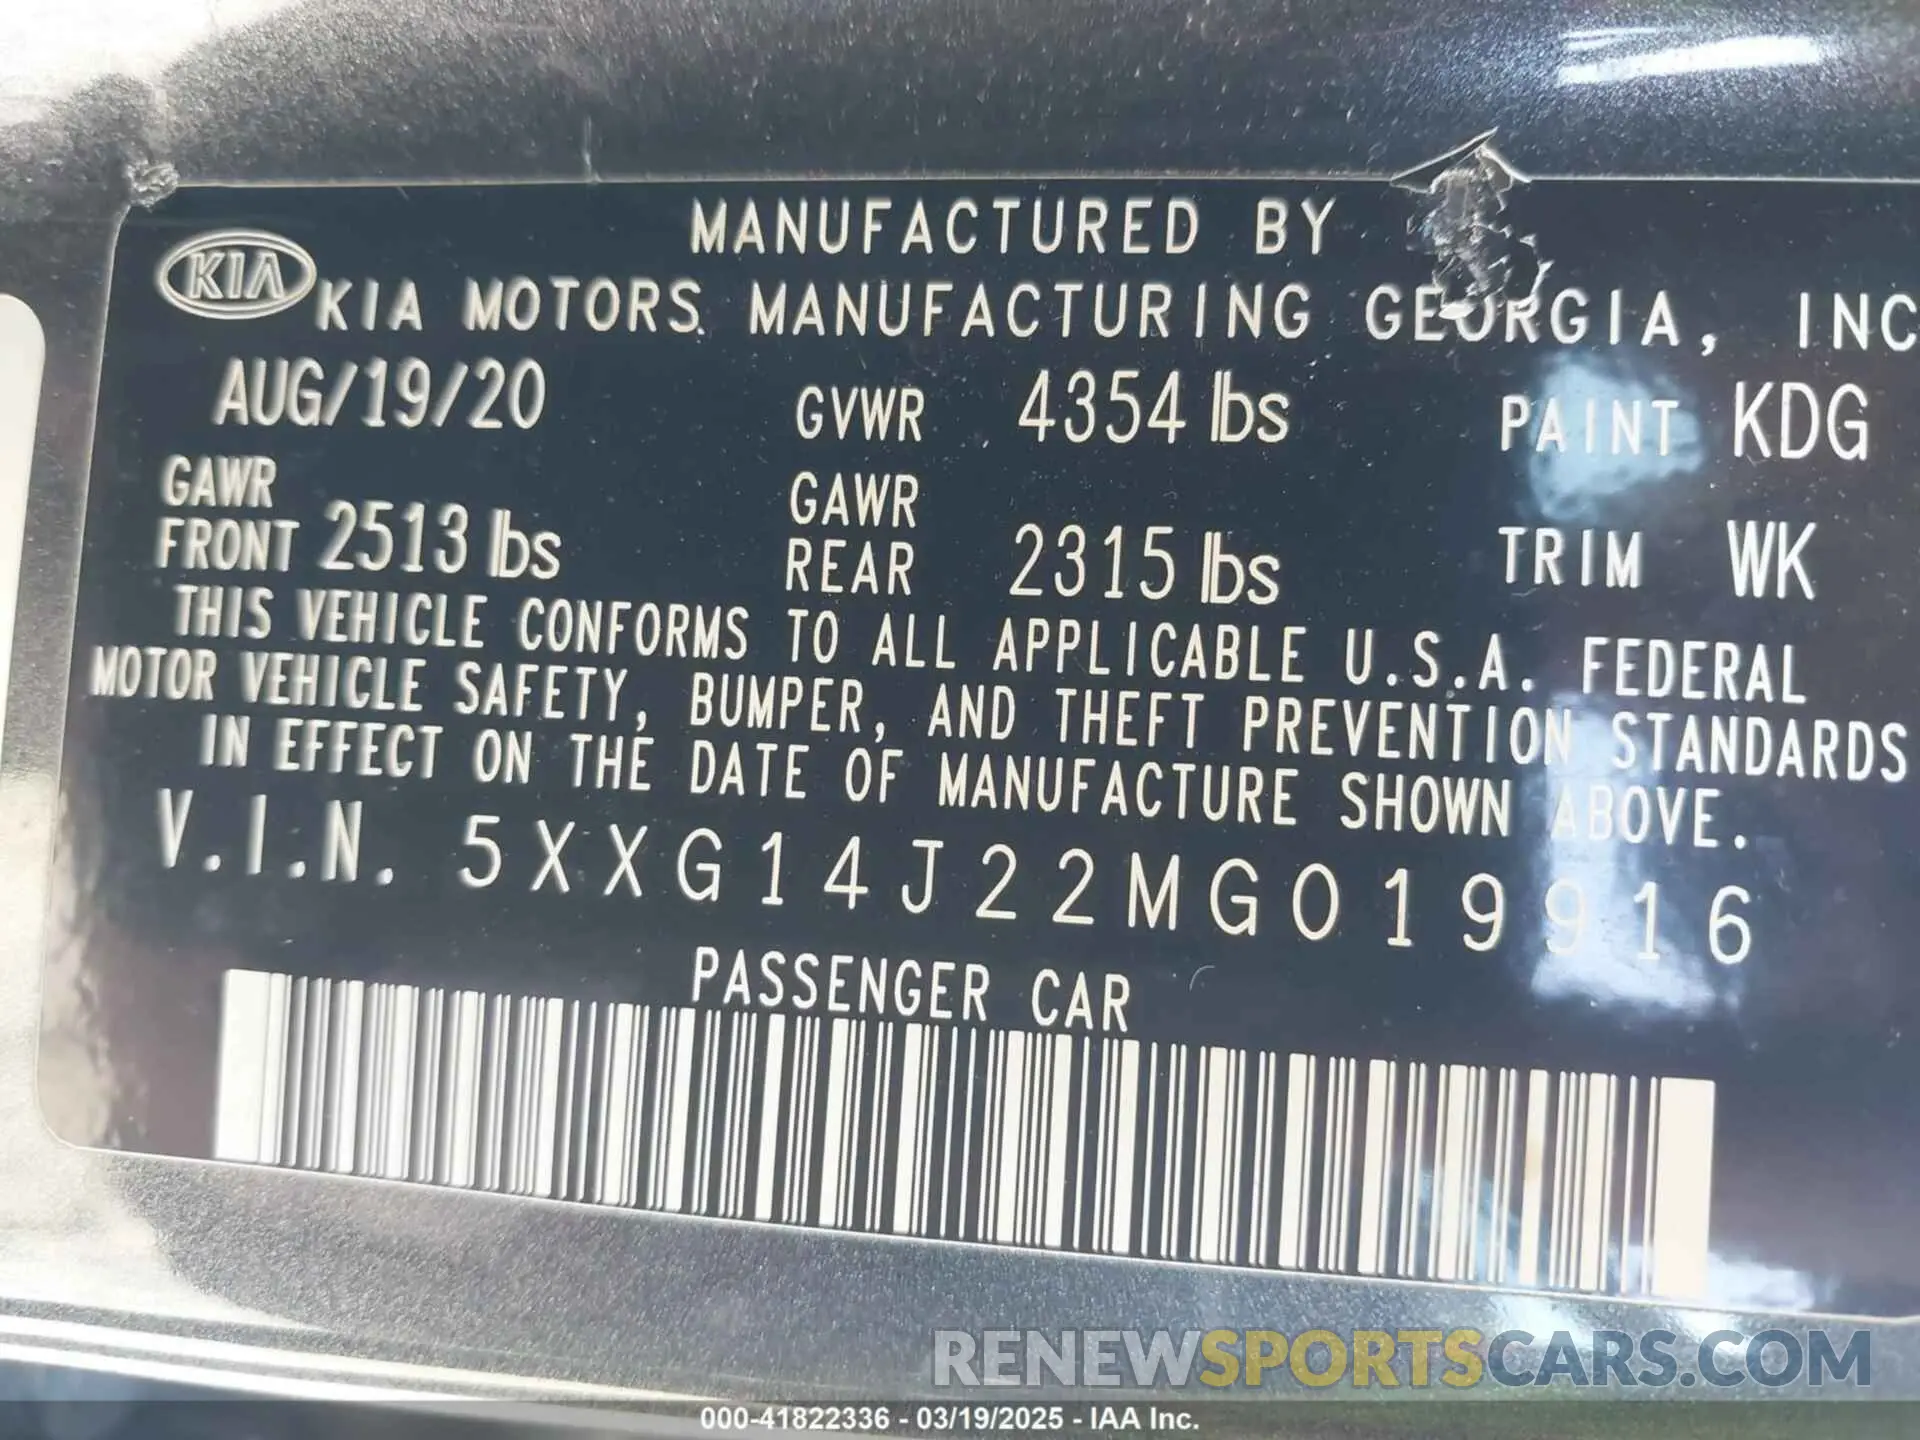 MANUFACTURED BY
KIA KIA MOTORS MANUFACTURING GEORGIA, INC
AUG/19/20 GVWR 4354 lbs PAINT KDG
GAWR FRONT 2513 lbs GAWR REAR 2315 lbs TRIM WK
THIS VEHICLE CONFORMS TO ALL APPLICABLE U.S.A. FEDERAL
MOTOR VEHICLE SAFETY, BUMPER, AND THEFT PREVENTION STANDARDS
IN EFFECT ON THE DATE OF MANUFACTURE SHOWN ABOVE.
V.I.N. 5XXG14J22MG019916
PASSENGER CAR
RENEWSPORTSCARS.COM
000-41822336 - 03/19/2025 - IAA Inc.